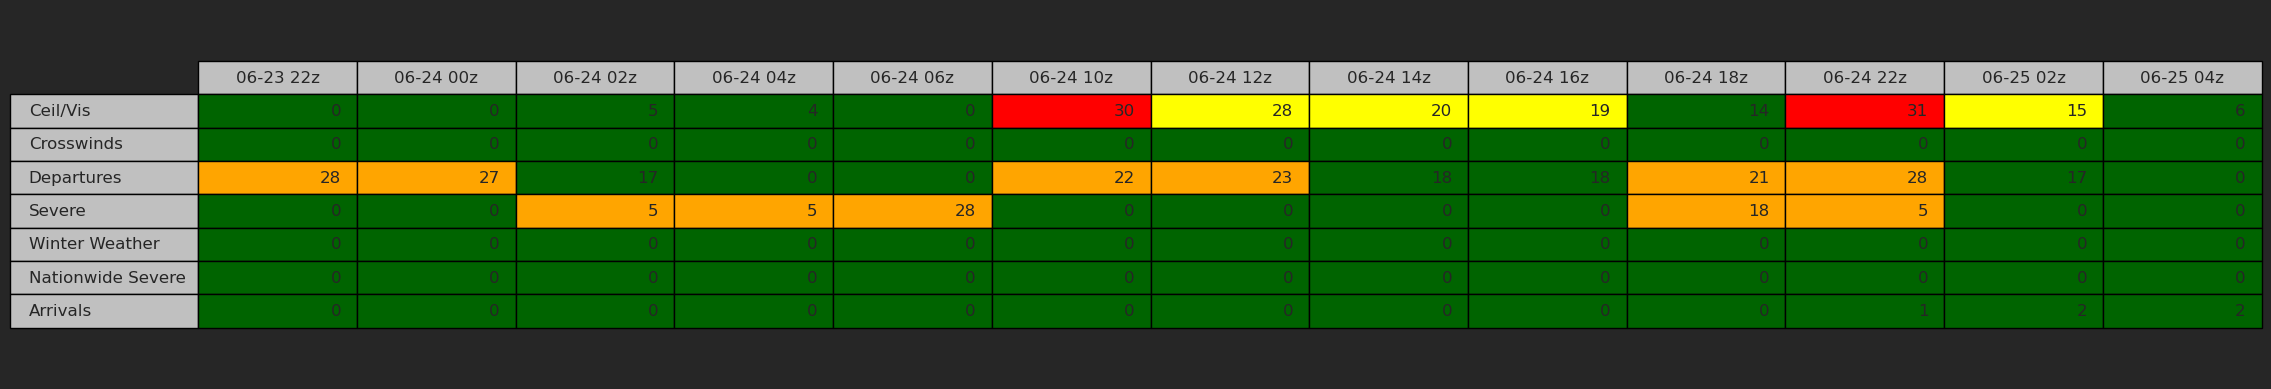 06-23 22z 06-24 00z 06-24 02z 06-24 04z 06-24 06z 06-24 10z 06-24 12z 06-24 14z 06-24 16z 06-24 18z 06-24 22z 06-25 02z 06-25 04z
Ceil/Vis 0 0 5 4 0 30 28 20 19 14 31 15 6
Crosswinds 0 0 0 0 0 0 0 0 0 0 0 0 0
Departures 28 27 17 0 0 22 23 18 18 21 28 17 0
Severe 0 0 5 5 28 0 0 0 0 18 5 0 0
Winter Weather 0 0 0 0 0 0 0 0 0 0 0 0 0
Nationwide Severe 0 0 0 0 0 0 0 0 0 0 0 0 0
Arrivals 0 0 0 0 0 0 0 0 0 0 1 2 2